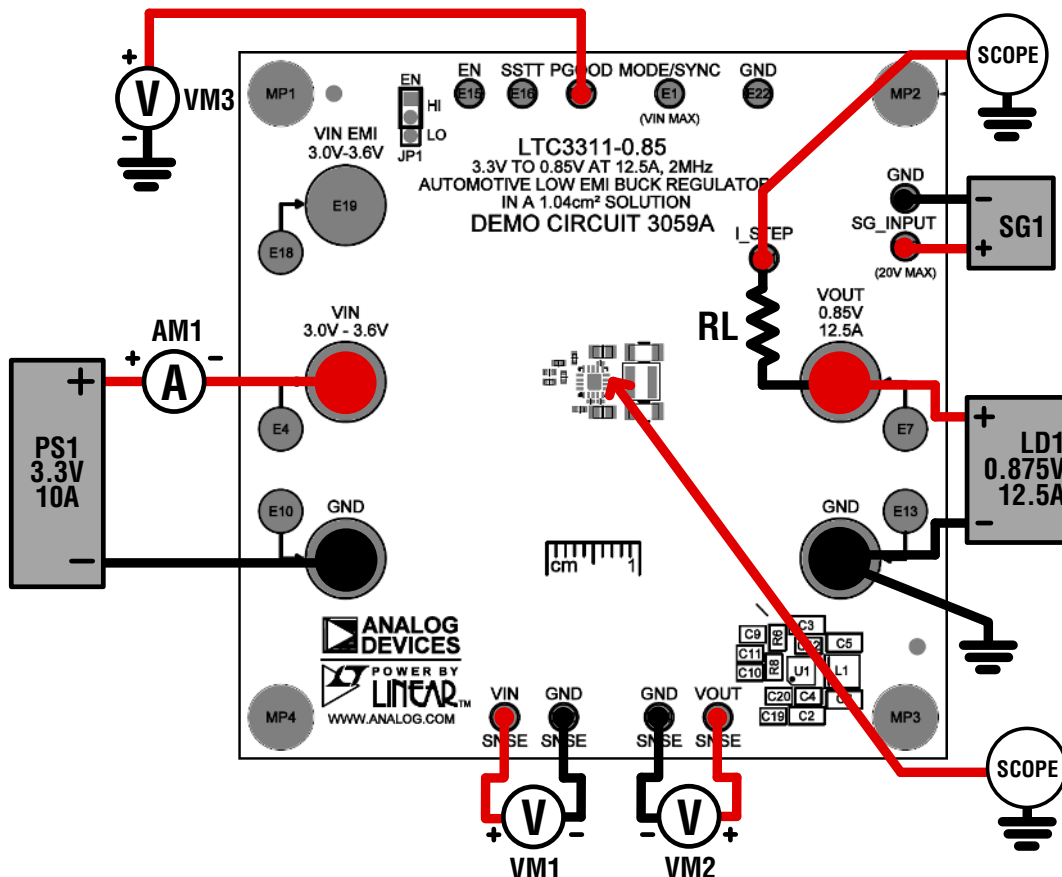 SCOPE
+
V
VM3
-
MP1
EN
HI
LO
JP1
EN
E15
SSTT
E16
PGOOD
MODE/SYNC
E1
(VIN MAX)
GND
E22
MP2
VIN EMI
3.0V-3.6V
E19
E18
LTC3311-0.85
3.3V TO 0.85V AT 12.5A, 2MHz
AUTOMOTIVE LOW EMI BUCK REGULATOR
IN A 1.04cm² SOLUTION
DEMO CIRCUIT 3059A
GND
SG_INPUT
(20V MAX)
-
SG1
+
I_STEP
RL
VOUT
0.85V
12.5A
VIN
3.0V - 3.6V
AM1
+
A
-
+
PS1
3.3V
10A
-
E4
E7
+
LD1
0.875V
12.5A
-
E10
GND
GND
E13
cm 1
ANALOG
DEVICES
POWER BY
LINEAR™
WWW.ANALOG.COM
C3
C9
R6
C5
C11
C10
R8
U1
L1
C20
C4
C19
C2
MP4
VIN
SNSE
GND
SNSE
GND
SNSE
VOUT
SNSE
MP3
SCOPE
+
V
-
VM1
-
V
+
VM2